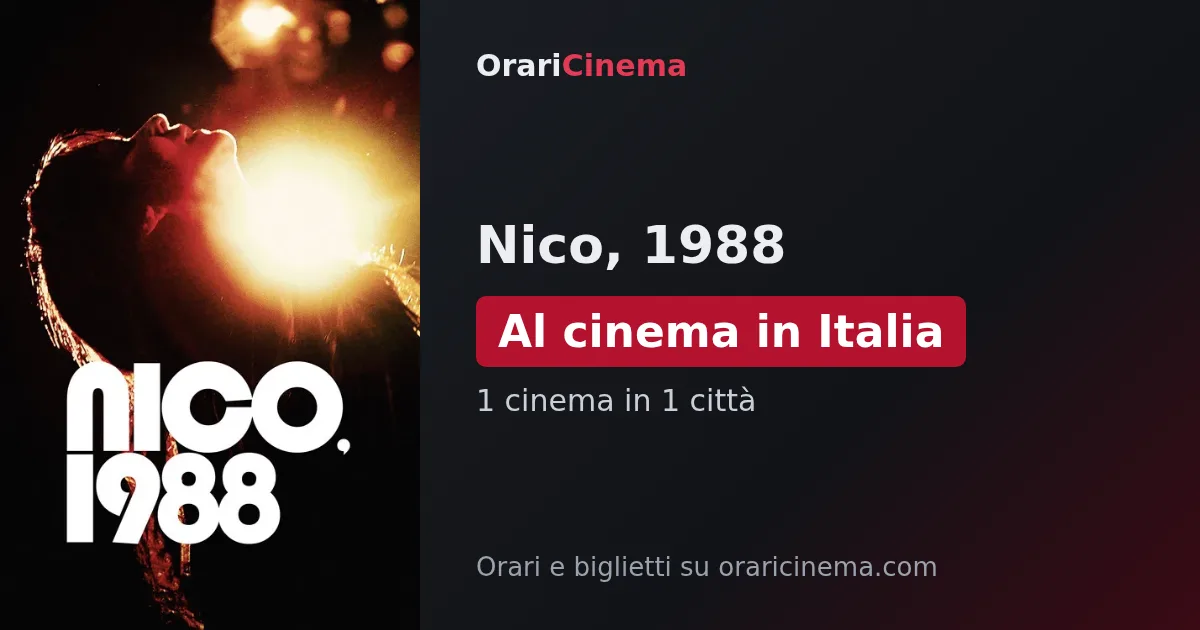 NICO,
1988
OrariCinema
Nico, 1988
Al cinema in Italia
1 cinema in 1 città
Orari e biglietti su oraricinema.com